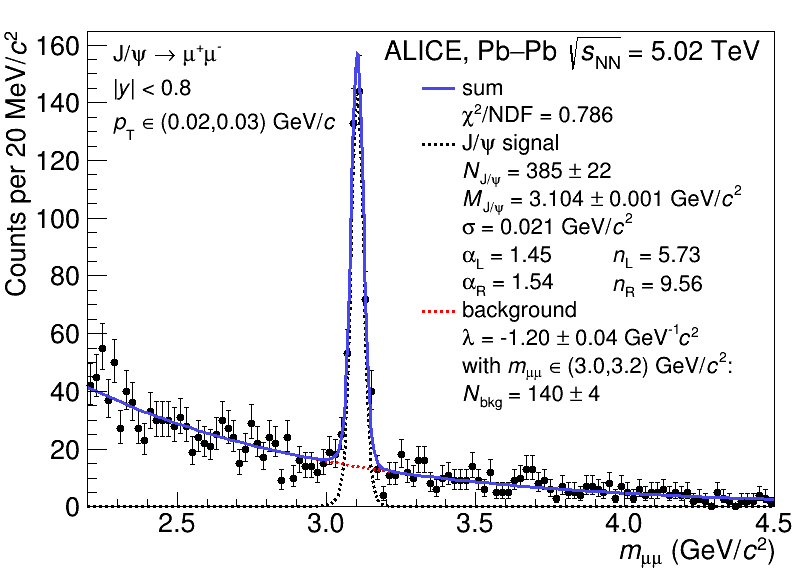 Counts per 20 MeV/c²
160
140
120
100
80
60
40
20
0
J/ψ → μ⁺μ⁻
|y| < 0.8
p_T ∈ (0.02,0.03) GeV/c
ALICE, Pb–Pb √s_NN = 5.02 TeV
sum
χ²/NDF = 0.786
J/ψ signal
N_J/ψ = 385 ± 22
M_J/ψ = 3.104 ± 0.001 GeV/c²
σ = 0.021 GeV/c²
α_L = 1.45 n_L = 5.73
α_R = 1.54 n_R = 9.56
background
λ = -1.20 ± 0.04 GeV⁻¹c²
with m_μμ ∈ (3.0,3.2) GeV/c²:
N_bkg = 140 ± 4
2.5 3.0 3.5 4.0 4.5
m_μμ (GeV/c²)